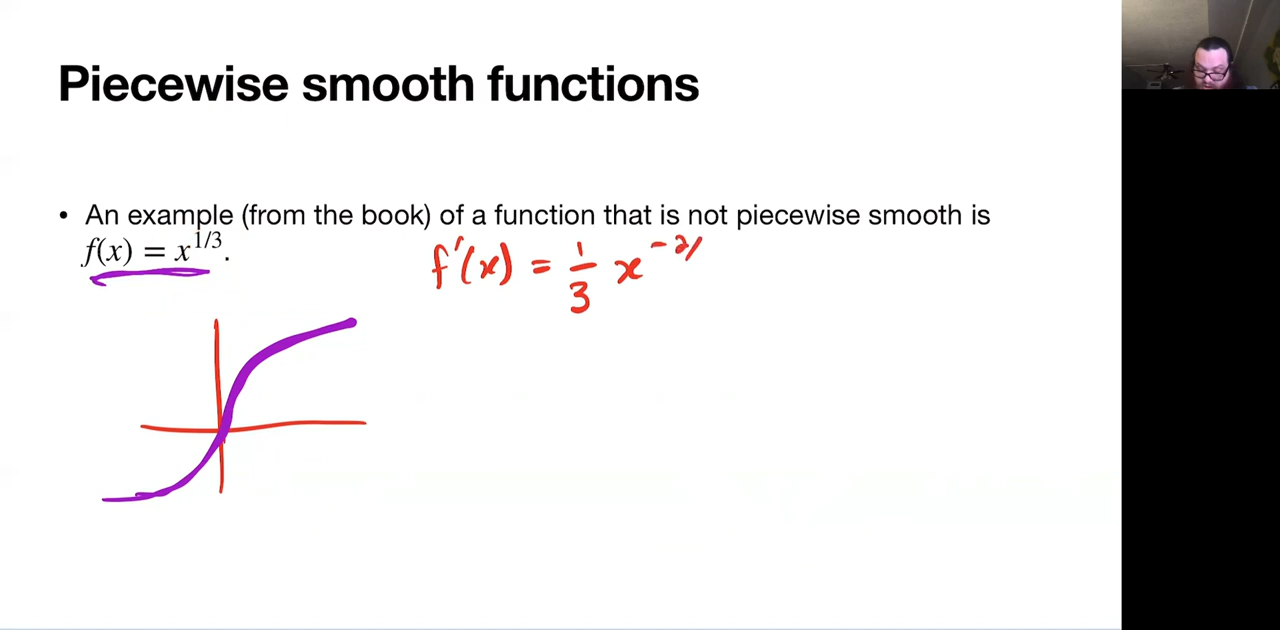 Piecewise smooth functions
• An example (from the book) of a function that is not piecewise smooth is
f(x) = x^{1/3}.
f'(x) = \frac{1}{3} x^{-2/}